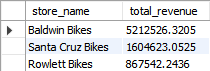 store_name total_revenue
Baldwin Bikes 5212526.3205
Santa Cruz Bikes 1604623.0525
Rowlett Bikes 867542.2436